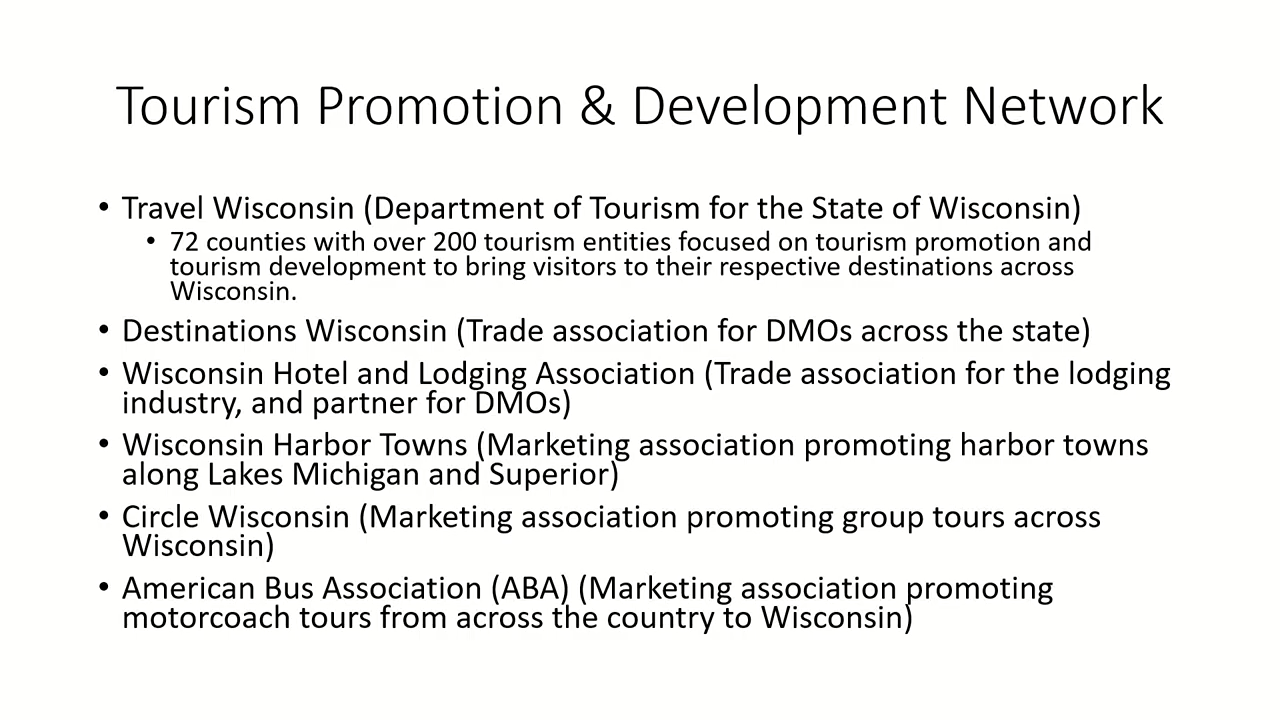 Tourism Promotion & Development Network
• Travel Wisconsin (Department of Tourism for the State of Wisconsin)
• 72 counties with over 200 tourism entities focused on tourism promotion and
tourism development to bring visitors to their respective destinations across
Wisconsin.
• Destinations Wisconsin (Trade association for DMOs across the state)
• Wisconsin Hotel and Lodging Association (Trade association for the lodging
industry, and partner for DMOs)
• Wisconsin Harbor Towns (Marketing association promoting harbor towns
along Lakes Michigan and Superior)
• Circle Wisconsin (Marketing association promoting group tours across
Wisconsin)
• American Bus Association (ABA) (Marketing association promoting
motorcoach tours from across the country to Wisconsin)